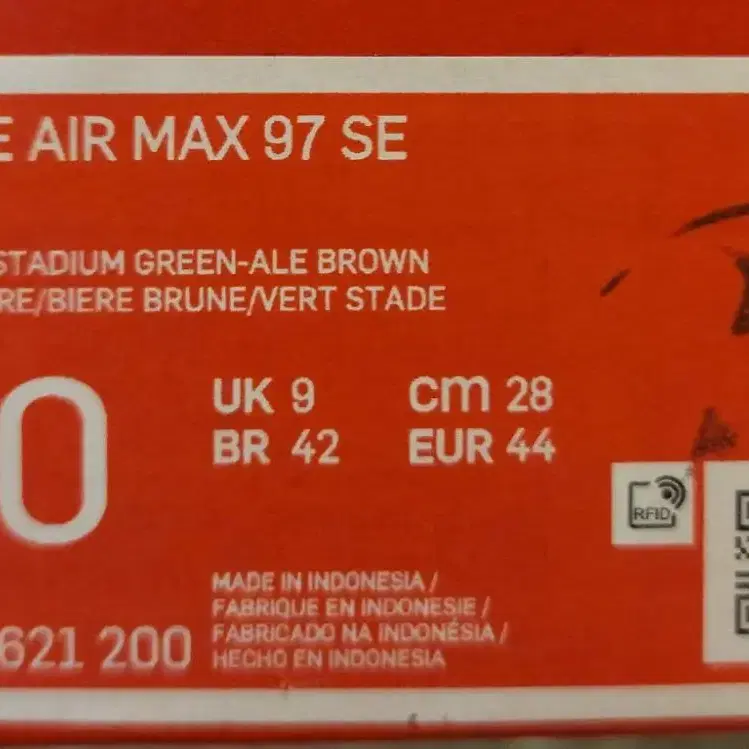 E AIR MAX 97 SE
STADIUM GREEN-ALE BROWN
RE/BIERE BRUNE/VERT STADE
0
UK 9 CM 28
BR 42 EUR 44
RFID
MADE IN INDONESIA /
FABRIQUE EN INDONESIE /
FABRICADO NA INDONÉSIA /
HECHO EN INDONESIA
621 200